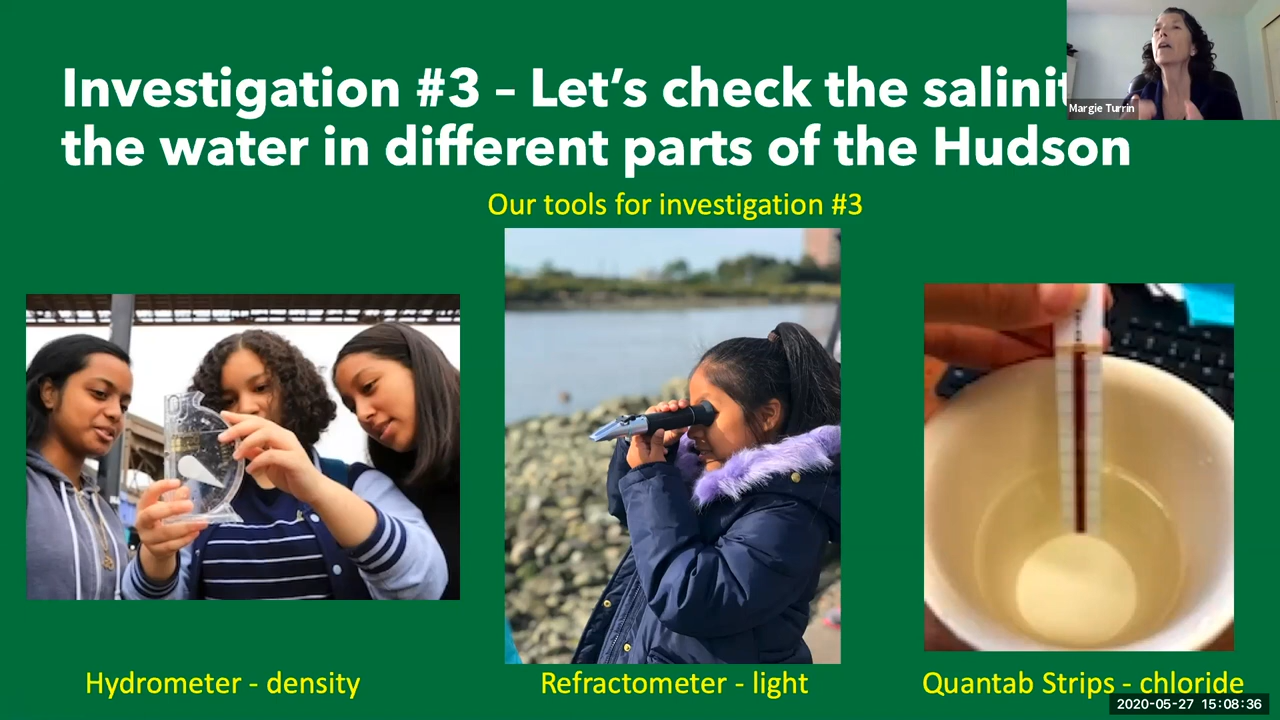 Investigation #3 – Let's check the salinit
the water in different parts of the Hudson
Margie Turrin
Our tools for investigation #3
Hydrometer - density
Refractometer - light
Quantab Strips - chloride
2020-05-27 15:08:36